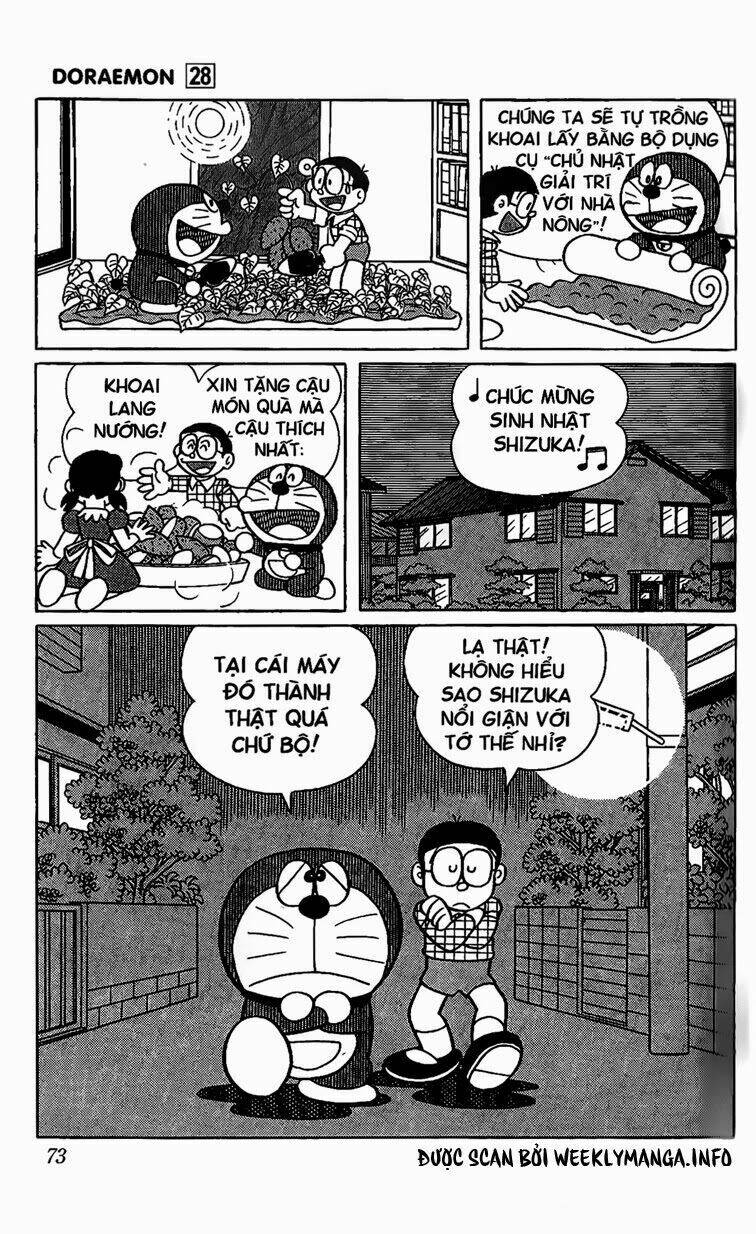 DORAEMON 28
CHÚNG TA SẼ TỰ TRỒNG
KHOAI LẤY BẰNG BỘ DỤNG
CỤ "CHỦ NHẬT
GIẢI TRÍ
VỚI NHÀ
NÔNG"!
KHOAI
LANG
NƯỚNG!
XIN TẶNG CẬU
MÓN QUÀ MÀ
CẬU THÍCH
NHẤT:
CHÚC MỪNG
SINH NHẬT
SHIZUKA!
TẠI CÁI MÁY
ĐÓ THÀNH
THẬT QUÁ
CHỨ BỘ!
LẠ THẬT!
KHÔNG HIỂU
SAO SHIZUKA
NỔI GIẬN VỚI
TỚ THẾ NHỈ?
73
ĐƯỢC SCAN BỞI WEEKLYMANGA.INFO